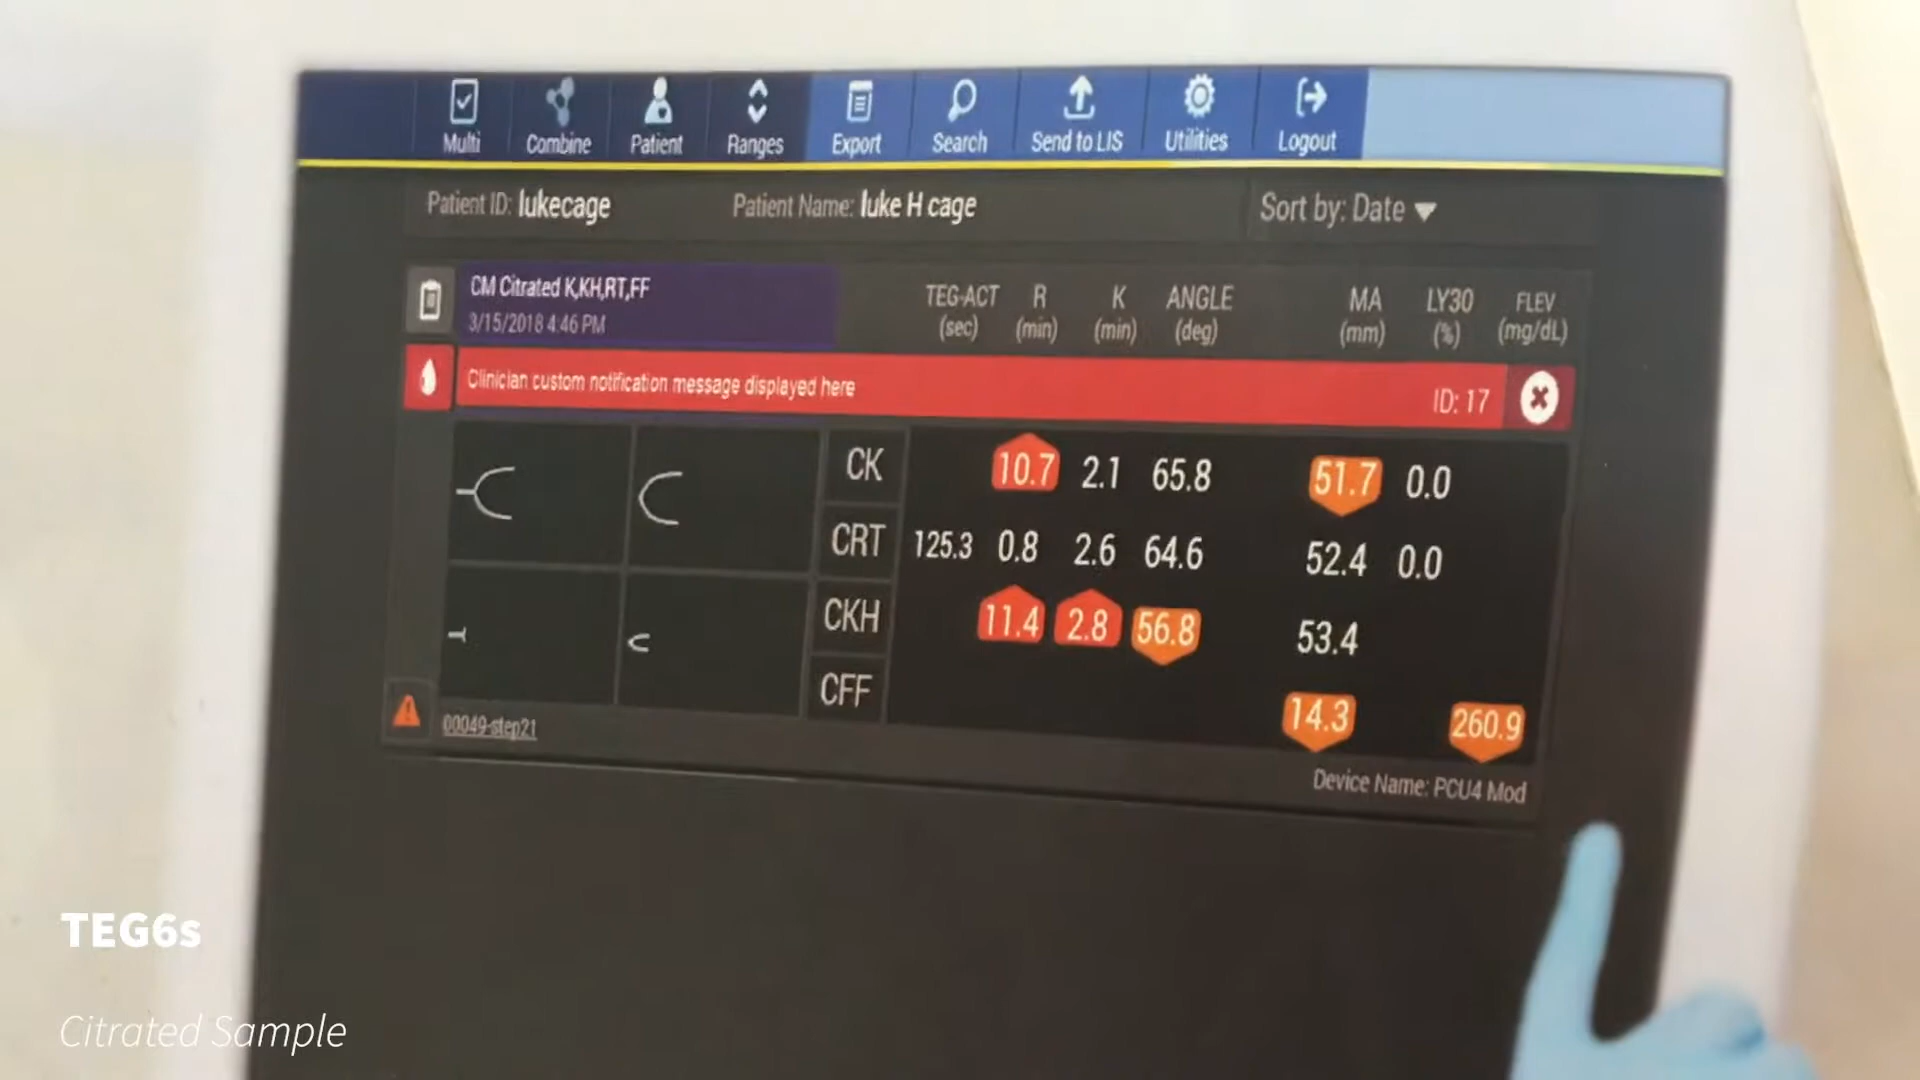 Multi Combine Patient Ranges Export Search Send to LIS Utilities Logout
Patient ID: lukecage Patient Name: luke H cage Sort by: Date
CM Citrated K,KH,RT,FF
3/15/2018 4:46 PM
TEG-ACT R K ANGLE MA LY30 FLEV
(sec) (min) (min) (deg) (mm) (%) (mg/dL)
Clinician custom notification message displayed here ID: 17
CK 10.7 2.1 65.8 51.7 0.0
CRT 125.3 0.8 2.6 64.6 52.4 0.0
CKH 11.4 2.8 56.8 53.4
CFF 14.3 260.9
00049-step21
Device Name: PCU4 Mod
TEG6s
Citrated Sample